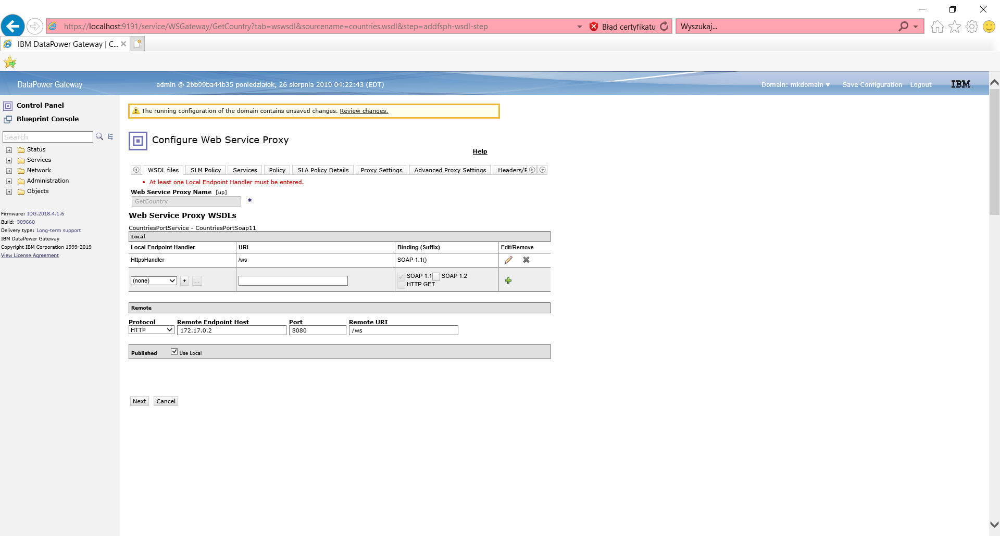 https://localhost:9191/service/WSGateway/GetCountry?tab=wswsdl&sourcename=countries.wsdl&step=addfsph-wsdl-step
Błąd certyfikatu
Wyszukaj...
IBM DataPower Gateway | C...
DataPower Gateway
admin @ 2bb99ba44b35 poniedziałek, 26 sierpnia 2019 04:22:43 (EDT)
Domain: mkdomain
Save Configuration
Logout
IBM.
Control Panel
Blueprint Console
Search
Status
Services
Network
Administration
Objects
Firmware: IDG.2018.4.1.6
Build: 309660
Delivery type: Long-term support
IBM DataPower Gateway
Copyright IBM Corporation 1999-2019
View License Agreement
The running configuration of the domain contains unsaved changes. Review changes.
Configure Web Service Proxy
Help
WSDL files
SLM Policy
Services
Policy
SLA Policy Details
Proxy Settings
Advanced Proxy Settings
Headers/
• At least one Local Endpoint Handler must be entered.
Web Service Proxy Name [up]
GetCountry *
Web Service Proxy WSDLs
CountriesPortService - CountriesPortSoap11
Local
Local Endpoint Handler URI Binding (Suffix) Edit/Remove
HttpsHandler /ws SOAP 1.1()
(none) + ... SOAP 1.1 SOAP 1.2
HTTP GET
Remote
Protocol Remote Endpoint Host Port Remote URI
HTTP 172.17.0.2 8080 /ws
Published Use Local
Next Cancel